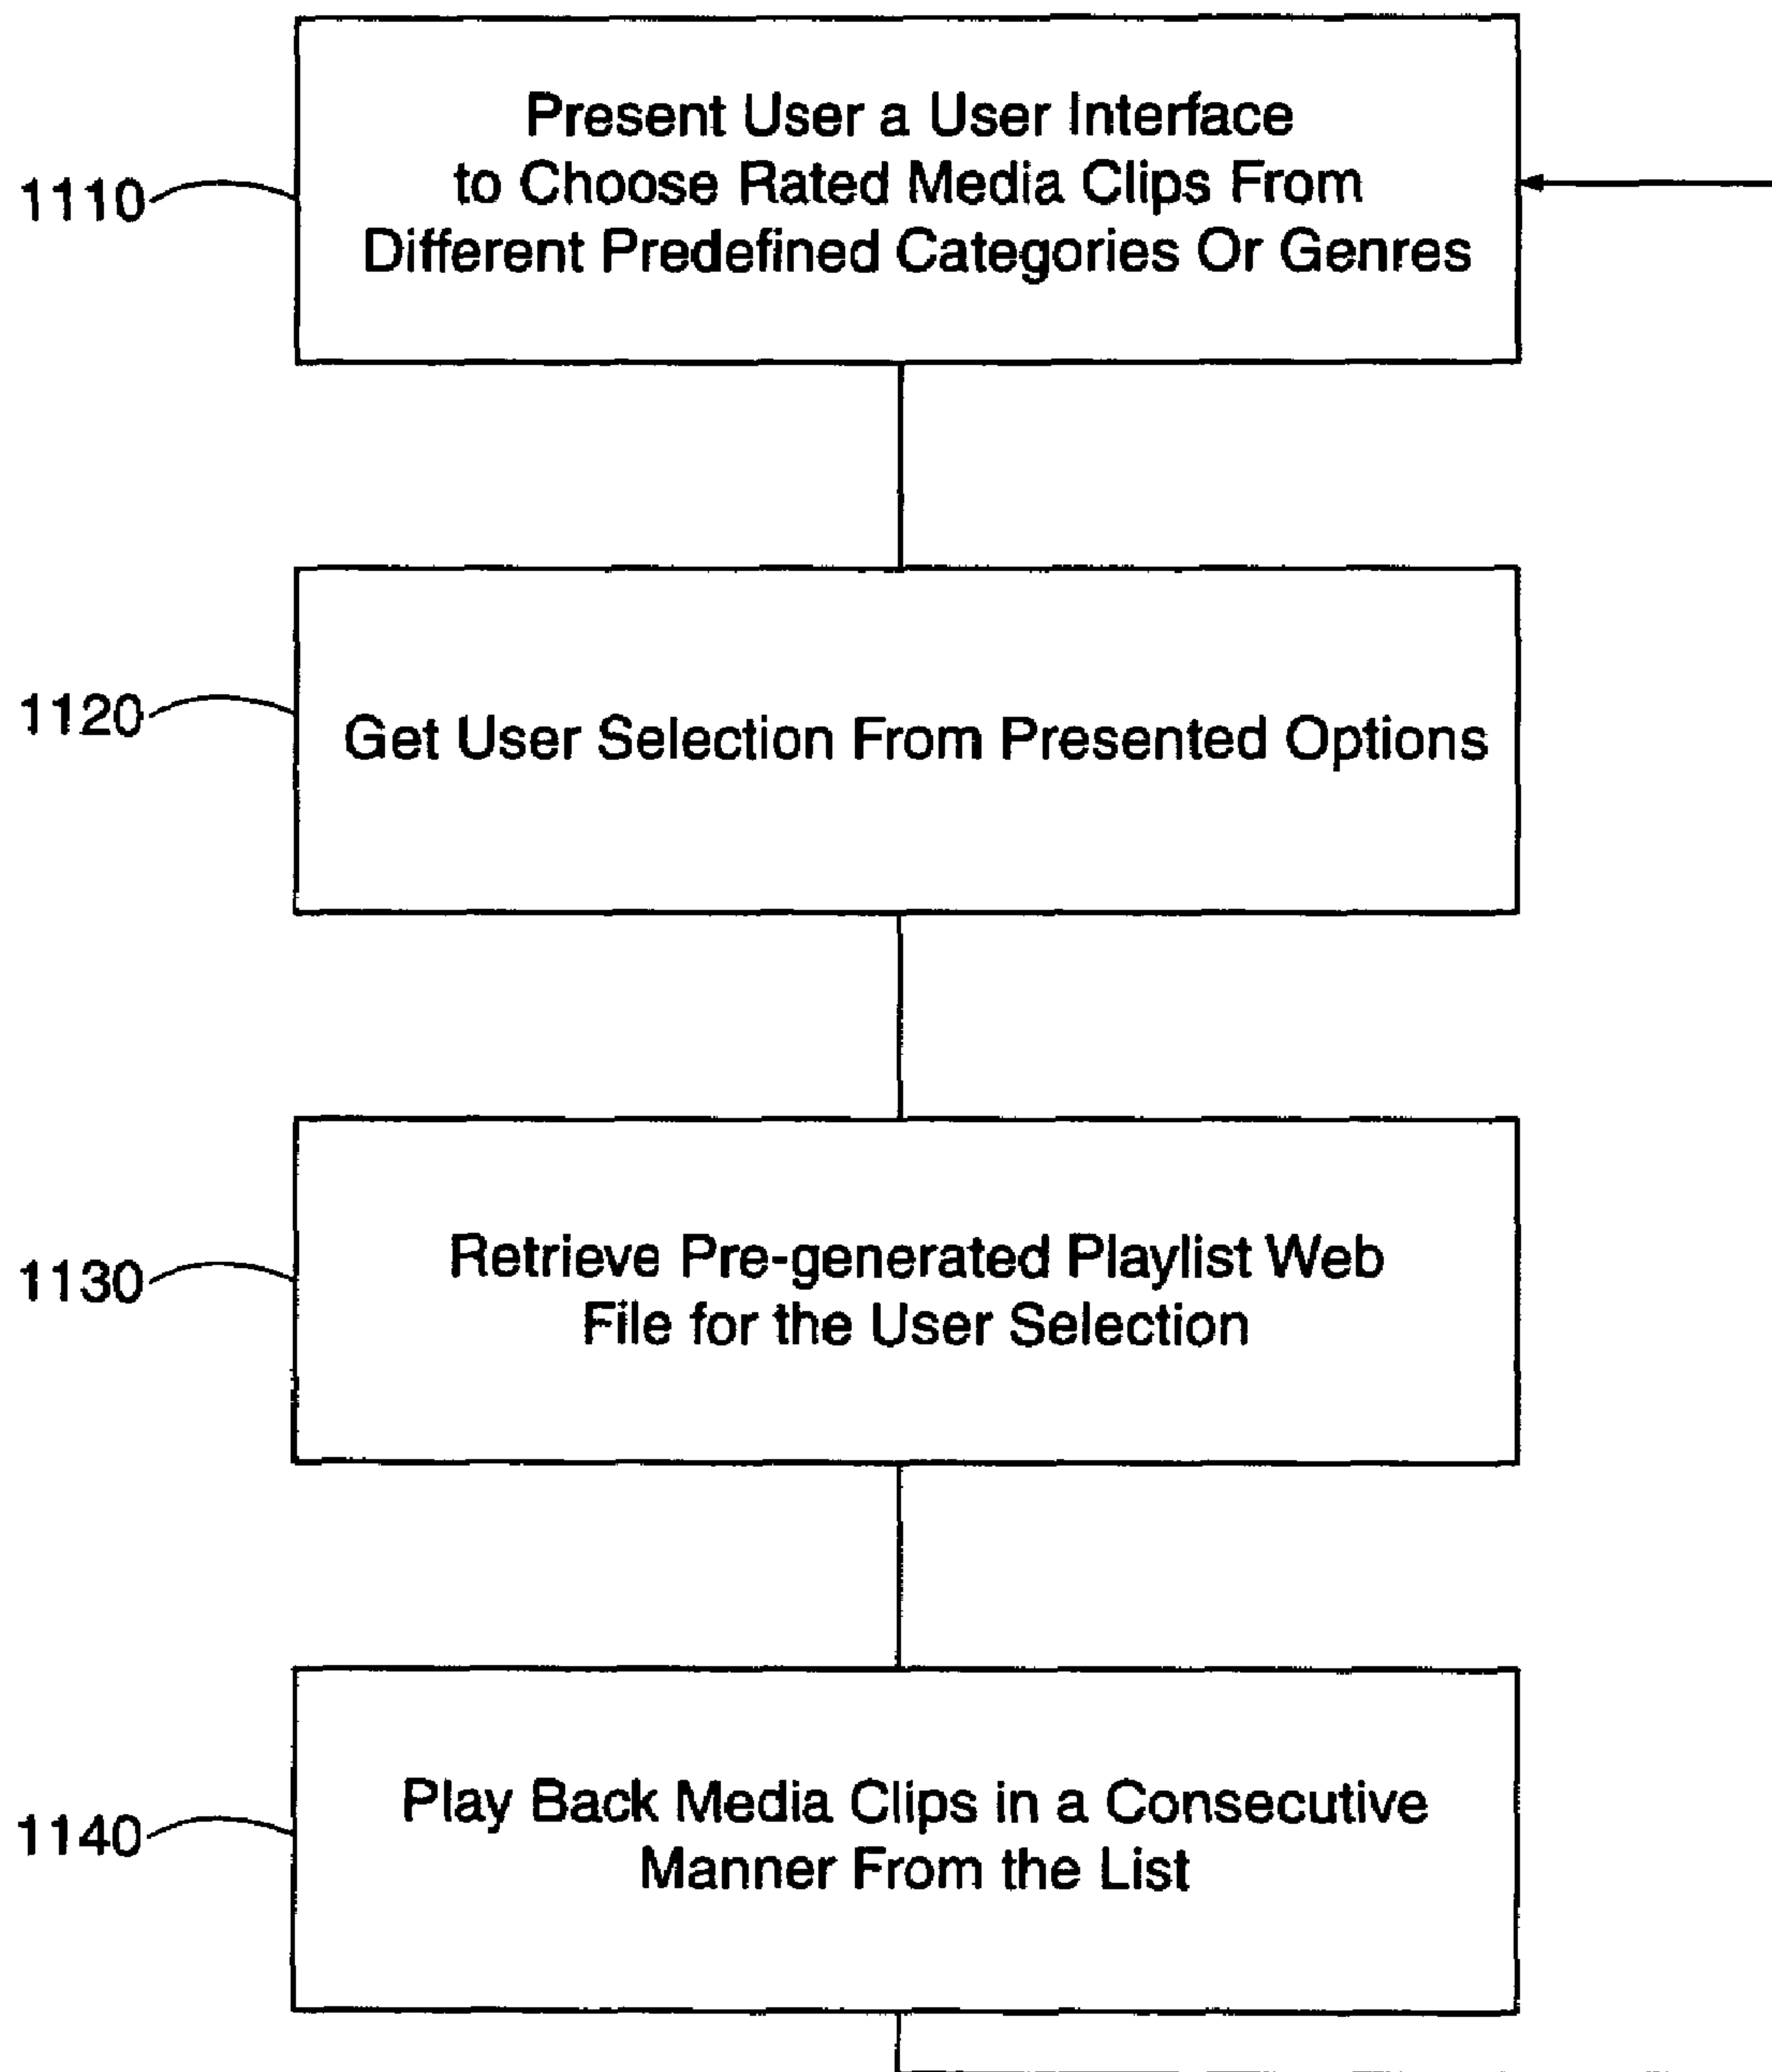 Present User a User Interface
to Choose Rated Media Clips From
Different Predefined Categories Or Genres
1110
1120
Get User Selection From Presented Options
Retrieve Pre-generated Playlist Web
File for the User Selection
1130
Play Back Media Clips in a Consecutive
Manner From the List
1140